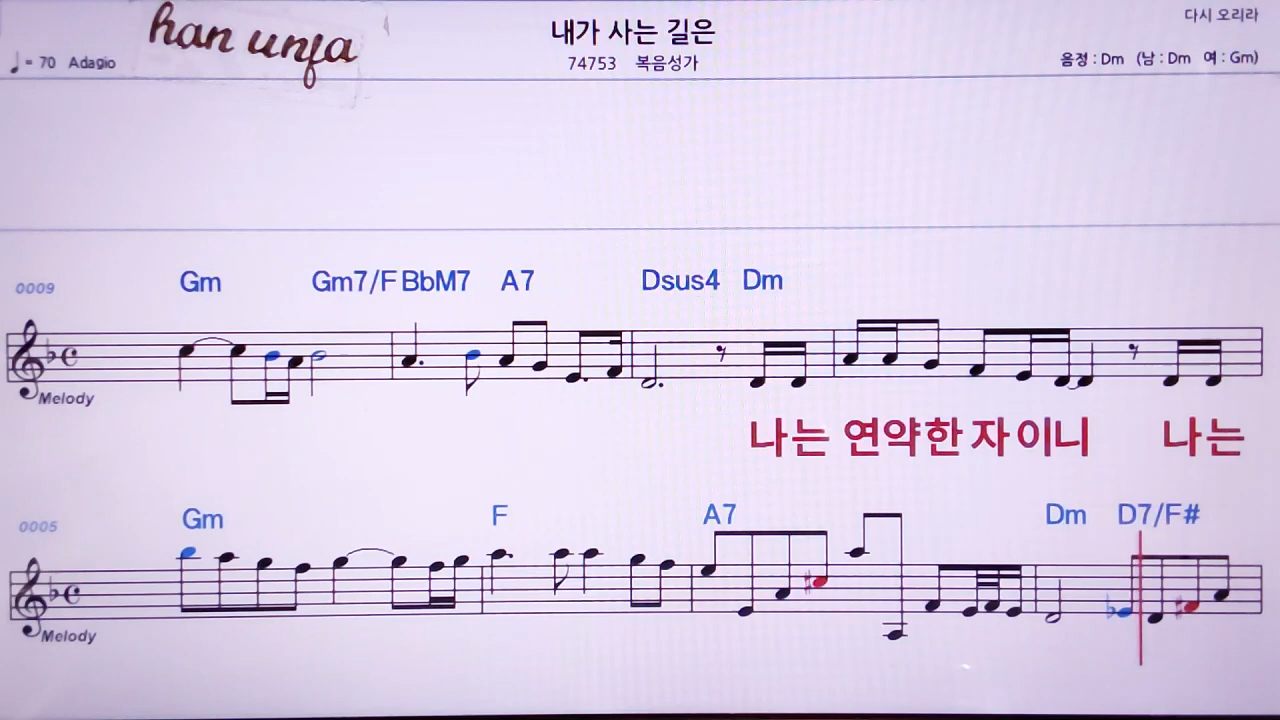 han unja
내가 사는 길은
다시 오리라
♩= 70 Adagio
74753 복음성가
음정 : Dm (남 : Dm 여 : Gm)
0009
Gm Gm7/F BbM7 A7 Dsus4 Dm
Melody
나는 연약한 자 이니 나는
0005
Gm F A7 Dm D7/F#
Melody